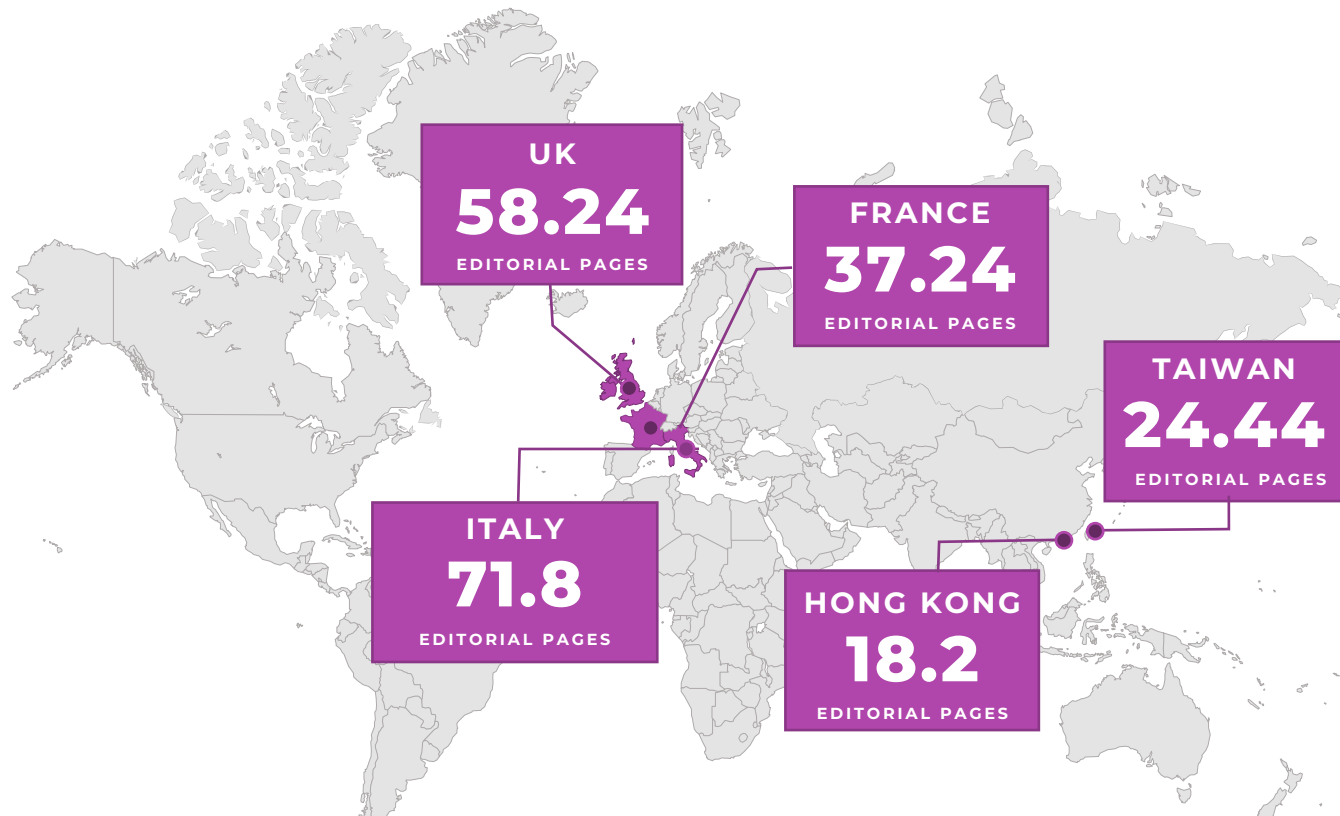 UK
58.24
EDITORIAL PAGES
FRANCE
37.24
EDITORIAL PAGES
TAIWAN
24.44
EDITORIAL PAGES
ITALY
71.8
EDITORIAL PAGES
HONG KONG
18.2
EDITORIAL PAGES